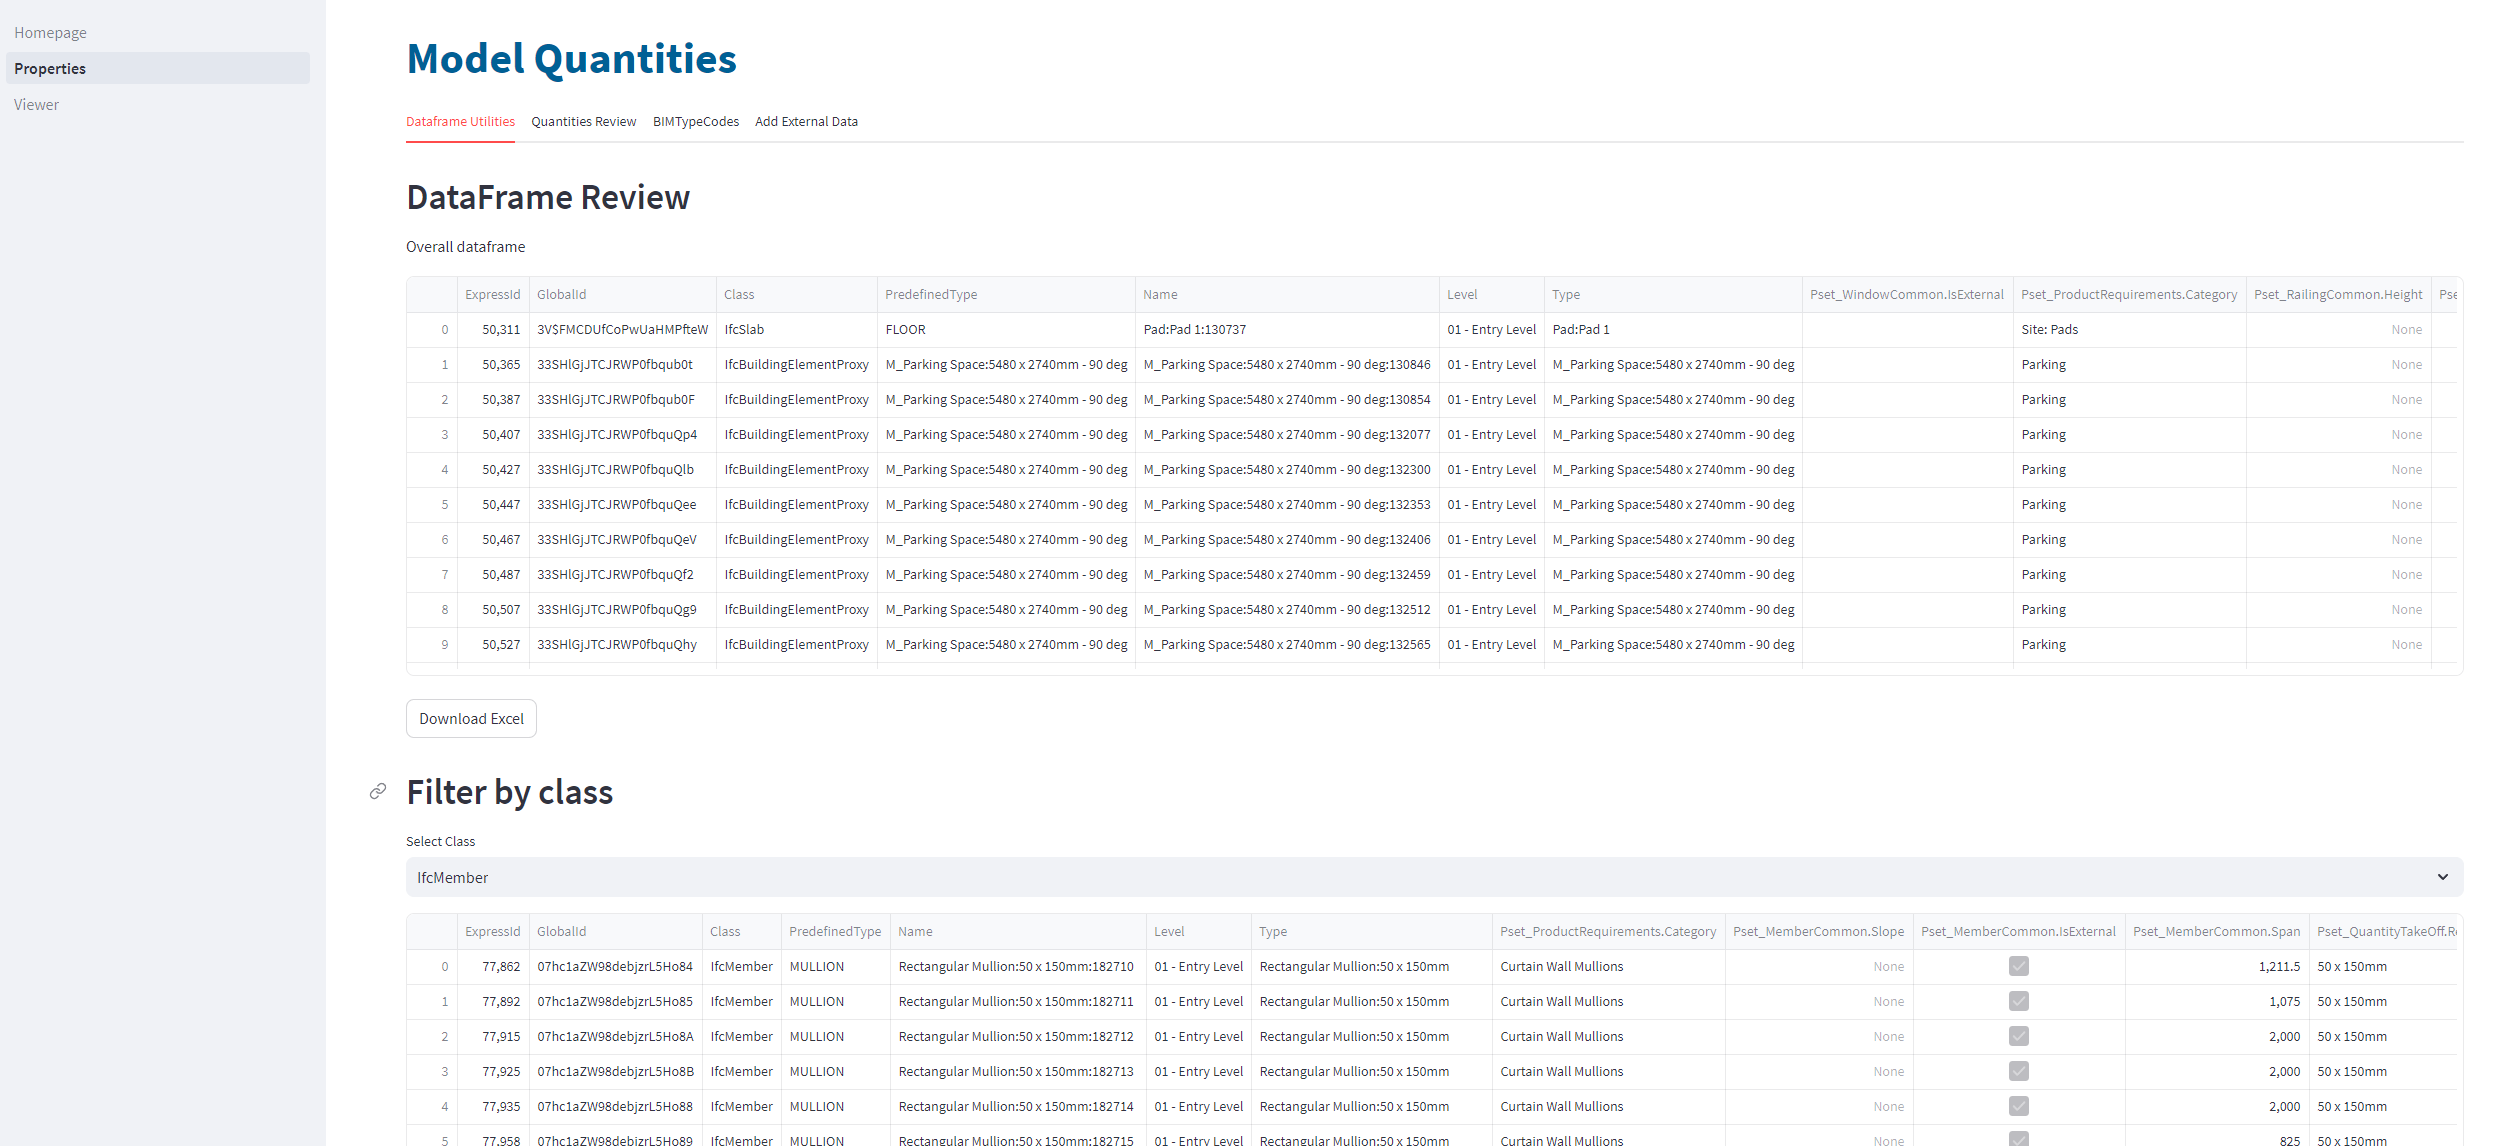 Homepage
Properties
Viewer
Model Quantities
Dataframe Utilities Quantities Review BIMTypeCodes Add External Data
DataFrame Review
Overall dataframe
ExpressId GlobalId Class PredefinedType Name Level Type Pset_WindowCommon.IsExternal Pset_ProductRequirements.Category Pset_RailingCommon.Height Pse
0 50,311 3V$FMCDUfCoPwUaHMPfteW IfcSlab FLOOR Pad:Pad 1:130737 01 - Entry Level Pad:Pad 1 Site: Pads None
1 50,365 33SHlGjJTCJRWP0fbqub0t IfcBuildingElementProxy M_Parking Space:5480 x 2740mm - 90 deg M_Parking Space:5480 x 2740mm - 90 deg:130846 01 - Entry Level M_Parking Space:5480 x 2740mm - 90 deg Parking None
2 50,387 33SHlGjJTCJRWP0fbqub0F IfcBuildingElementProxy M_Parking Space:5480 x 2740mm - 90 deg M_Parking Space:5480 x 2740mm - 90 deg:130854 01 - Entry Level M_Parking Space:5480 x 2740mm - 90 deg Parking None
3 50,407 33SHlGjJTCJRWP0fbquQp4 IfcBuildingElementProxy M_Parking Space:5480 x 2740mm - 90 deg M_Parking Space:5480 x 2740mm - 90 deg:132077 01 - Entry Level M_Parking Space:5480 x 2740mm - 90 deg Parking None
4 50,427 33SHlGjJTCJRWP0fbquQlb IfcBuildingElementProxy M_Parking Space:5480 x 2740mm - 90 deg M_Parking Space:5480 x 2740mm - 90 deg:132300 01 - Entry Level M_Parking Space:5480 x 2740mm - 90 deg Parking None
5 50,447 33SHlGjJTCJRWP0fbquQee IfcBuildingElementProxy M_Parking Space:5480 x 2740mm - 90 deg M_Parking Space:5480 x 2740mm - 90 deg:132353 01 - Entry Level M_Parking Space:5480 x 2740mm - 90 deg Parking None
6 50,467 33SHlGjJTCJRWP0fbquQeV IfcBuildingElementProxy M_Parking Space:5480 x 2740mm - 90 deg M_Parking Space:5480 x 2740mm - 90 deg:132406 01 - Entry Level M_Parking Space:5480 x 2740mm - 90 deg Parking None
7 50,487 33SHlGjJTCJRWP0fbquQf2 IfcBuildingElementProxy M_Parking Space:5480 x 2740mm - 90 deg M_Parking Space:5480 x 2740mm - 90 deg:132459 01 - Entry Level M_Parking Space:5480 x 2740mm - 90 deg Parking None
8 50,507 33SHlGjJTCJRWP0fbquQg9 IfcBuildingElementProxy M_Parking Space:5480 x 2740mm - 90 deg M_Parking Space:5480 x 2740mm - 90 deg:132512 01 - Entry Level M_Parking Space:5480 x 2740mm - 90 deg Parking None
9 50,527 33SHlGjJTCJRWP0fbquQhy IfcBuildingElementProxy M_Parking Space:5480 x 2740mm - 90 deg M_Parking Space:5480 x 2740mm - 90 deg:132565 01 - Entry Level M_Parking Space:5480 x 2740mm - 90 deg Parking None
Download Excel
Filter by class
Select Class
IfcMember
ExpressId GlobalId Class PredefinedType Name Level Type Pset_ProductRequirements.Category Pset_MemberCommon.Slope Pset_MemberCommon.IsExternal Pset_MemberCommon.Span Pset_QuantityTakeOff.Re
0 77,862 07hc1aZW98debjzrL5Ho84 IfcMember MULLION Rectangular Mullion:50 x 150mm:182710 01 - Entry Level Rectangular Mullion:50 x 150mm Curtain Wall Mullions None 1,211.5 50 x 150mm
1 77,892 07hc1aZW98debjzrL5Ho85 IfcMember MULLION Rectangular Mullion:50 x 150mm:182711 01 - Entry Level Rectangular Mullion:50 x 150mm Curtain Wall Mullions None 1,075 50 x 150mm
2 77,915 07hc1aZW98debjzrL5Ho8A IfcMember MULLION Rectangular Mullion:50 x 150mm:182712 01 - Entry Level Rectangular Mullion:50 x 150mm Curtain Wall Mullions None 2,000 50 x 150mm
3 77,925 07hc1aZW98debjzrL5Ho8B IfcMember MULLION Rectangular Mullion:50 x 150mm:182713 01 - Entry Level Rectangular Mullion:50 x 150mm Curtain Wall Mullions None 2,000 50 x 150mm
4 77,935 07hc1aZW98debjzrL5Ho88 IfcMember MULLION Rectangular Mullion:50 x 150mm:182714 01 - Entry Level Rectangular Mullion:50 x 150mm Curtain Wall Mullions None 2,000 50 x 150mm
5 77,958 07hc1aZW98debjzrL5Ho89 IfcMember MULLION Rectangular Mullion:50 x 150mm:182715 01 - Entry Level Rectangular Mullion:50 x 150mm Curtain Wall Mullions None 825 50 x 150mm